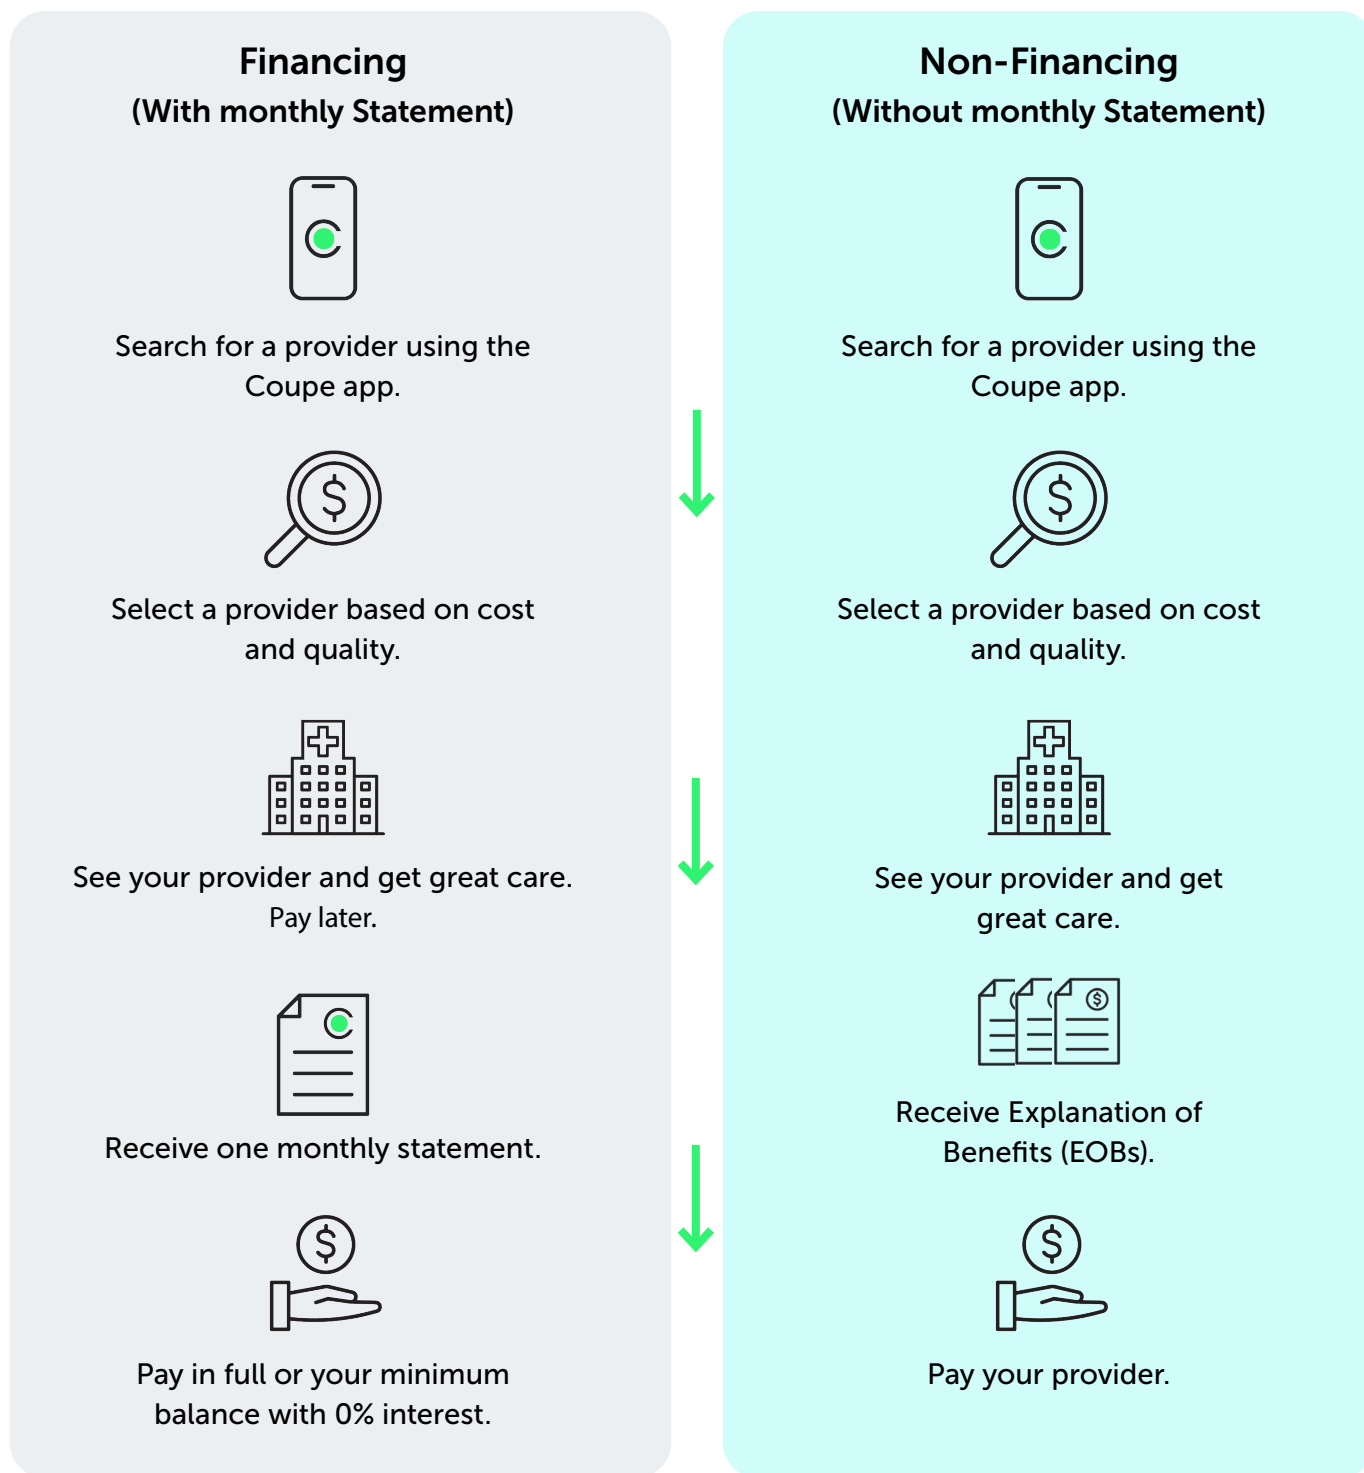 Financing
(With monthly Statement)
Search for a provider using the
Coupe app.
$
Select a provider based on cost
and quality.
See your provider and get great care.
Pay later.
Receive one monthly statement.
$
Pay in full or your minimum
balance with 0% interest.
Non-Financing
(Without monthly Statement)
Search for a provider using the
Coupe app.
$
Select a provider based on cost
and quality.
See your provider and get
great care.
$
Receive Explanation of
Benefits (EOBs).
$
Pay your provider.